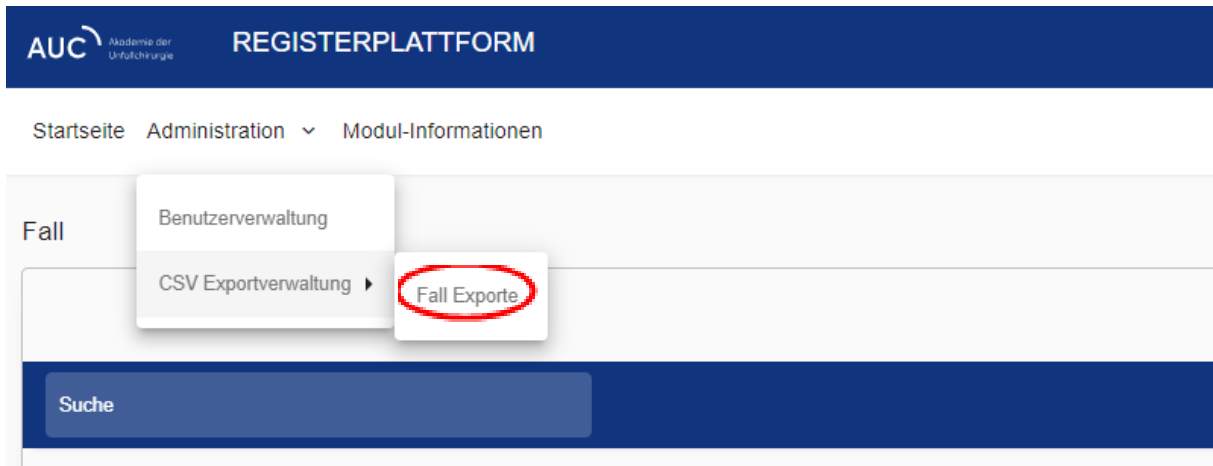 AUC Akademie der
Unfallchirurgie
REGISTERPLATTFORM
Startseite Administration Modul-Informationen
Benutzerverwaltung
Fall
CSV Exportverwaltung
Fall Exporte
Suche